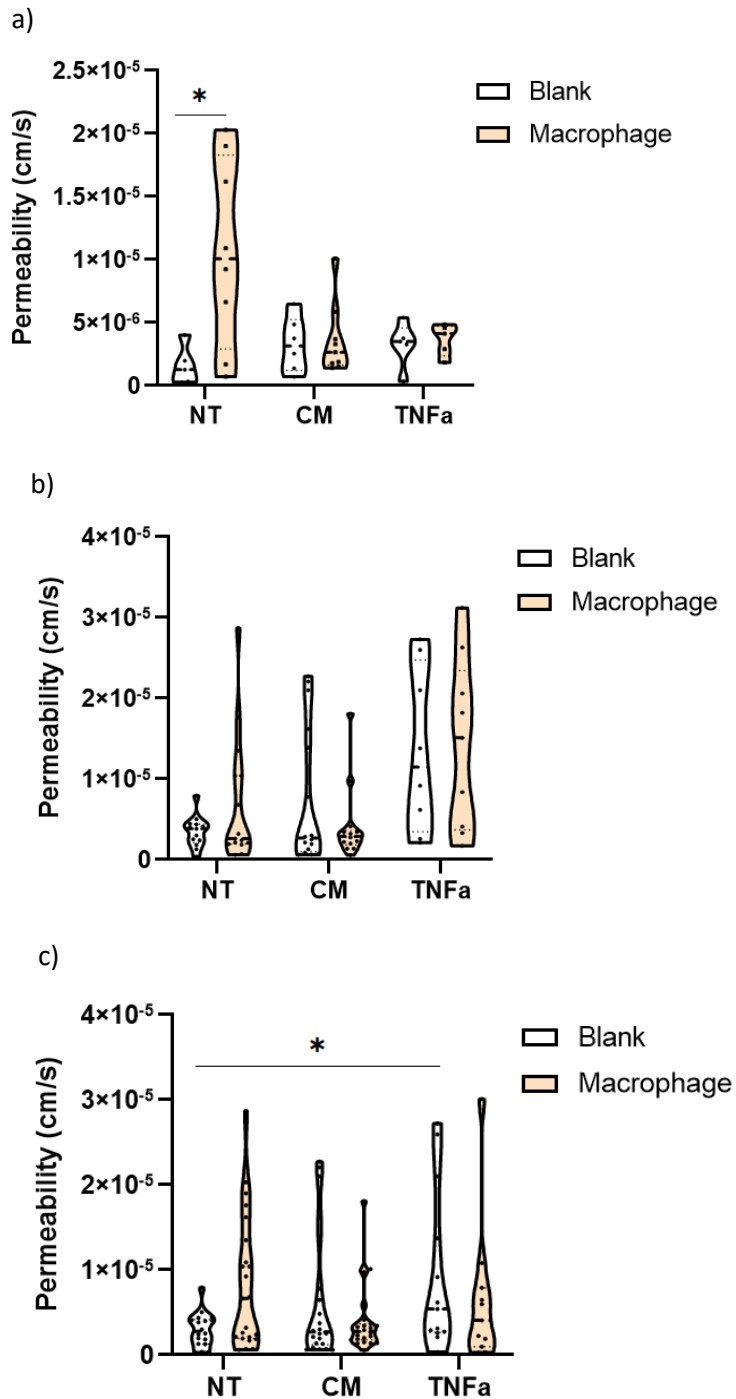 a)
2.5×10⁻⁵
2×10⁻⁵
1.5×10⁻⁵
1×10⁻⁵
5×10⁻⁶
0
Permeability (cm/s)
*
Blank
Macrophage
NT CM TNFa
b)
4×10⁻⁵
3×10⁻⁵
2×10⁻⁵
1×10⁻⁵
0
Permeability (cm/s)
Blank
Macrophage
NT CM TNFa
c)
4×10⁻⁵
3×10⁻⁵
2×10⁻⁵
1×10⁻⁵
0
Permeability (cm/s)
*
Blank
Macrophage
NT CM TNFa